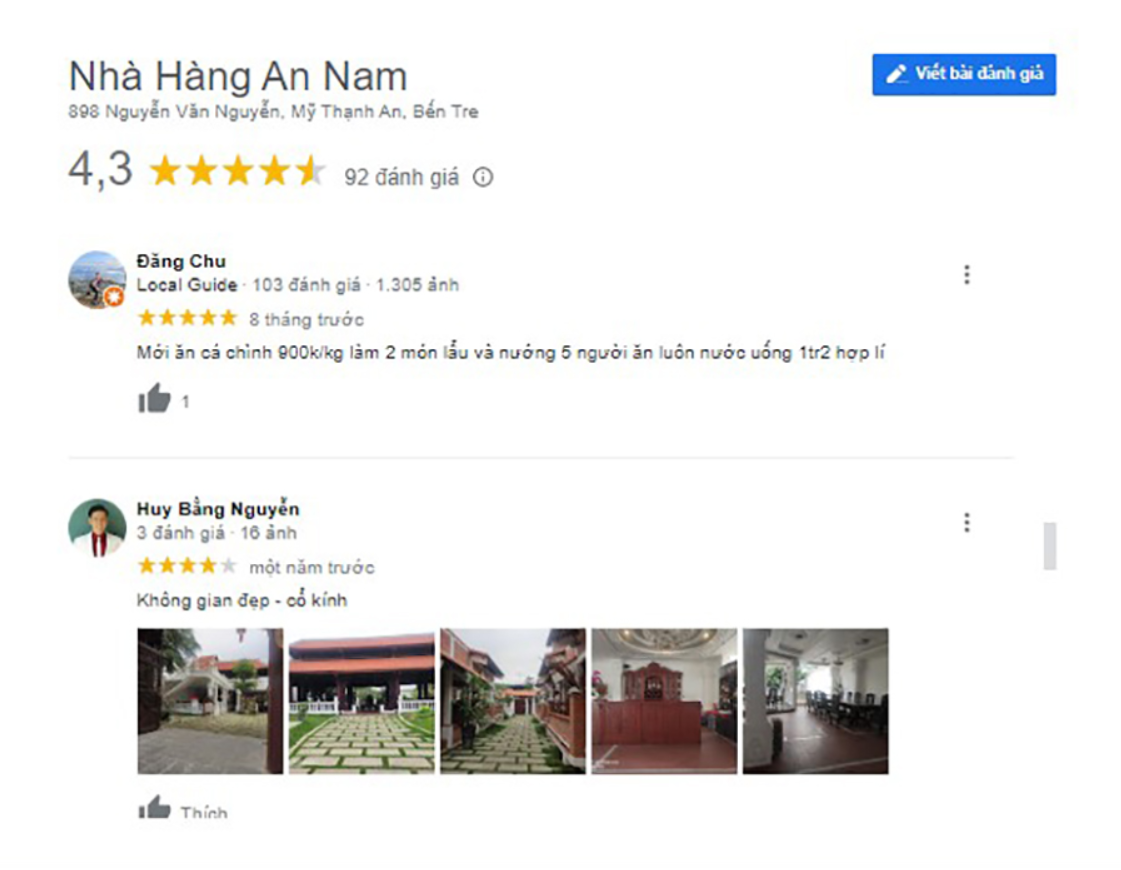 Nhà Hàng An Nam
Viết bài đánh giá
898 Nguyễn Văn Nguyễn, Mỹ Thạnh An, Bến Tre
4,3 92 đánh giá
Đăng Chu
Local Guide · 103 đánh giá · 1.305 ảnh
8 tháng trước
Mới ăn cá chình 900k/kg làm 2 món lẩu và nướng 5 người ăn luôn nước uống 1tr2 hợp lí
1
Huy Bằng Nguyễn
3 đánh giá · 16 ảnh
một năm trước
Không gian đẹp - cổ kính
Thích